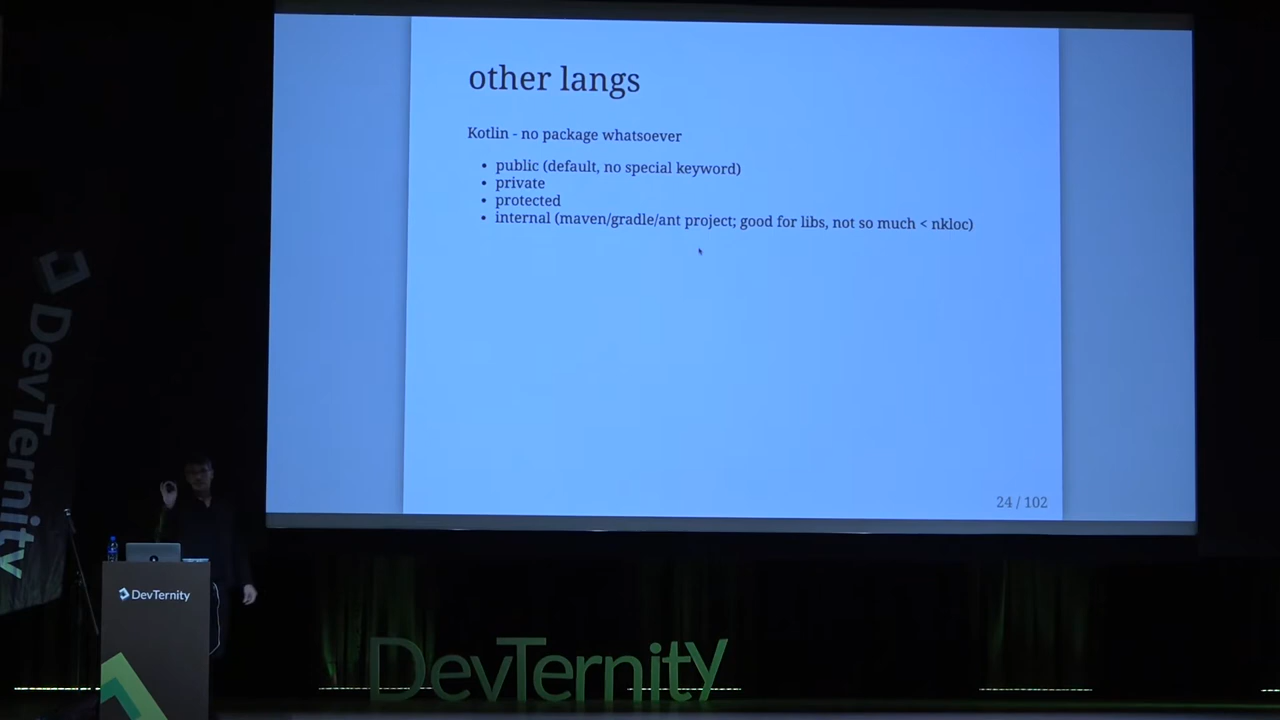 other langs
Kotlin - no package whatsoever
• public (default, no special keyword)
• private
• protected
• internal (maven/gradle/ant project; good for libs, not so much < nkloc)
24 / 102
DevTernity
DevTernity
DevTernity